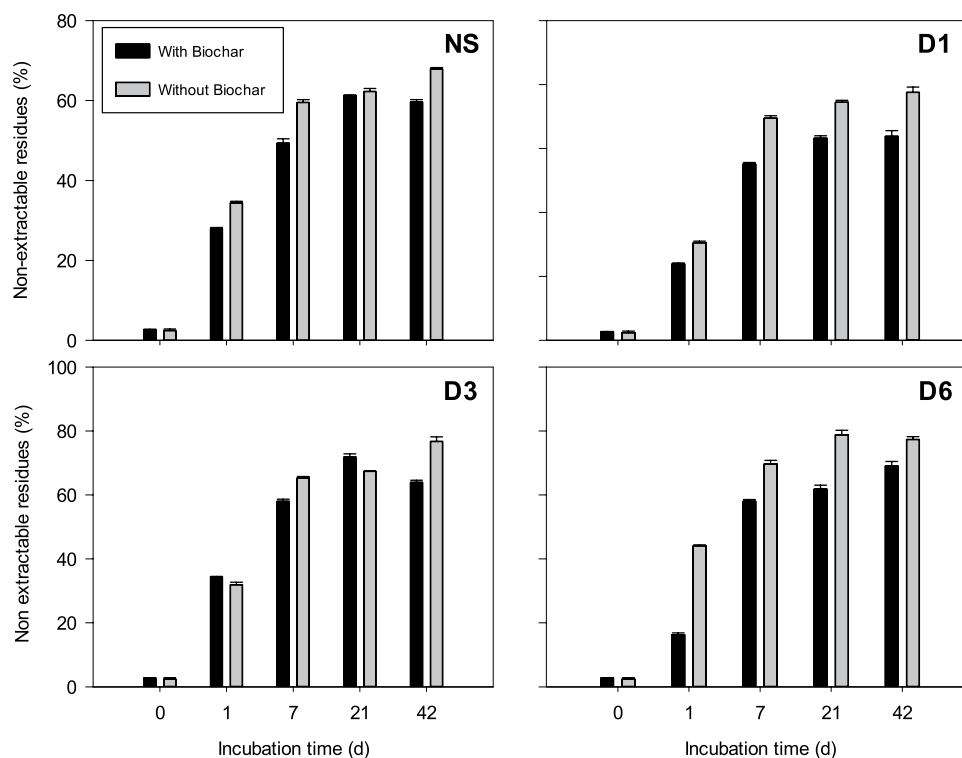 80
60
40
20
0
Non-extractable residues (%)
With Biochar
Without Biochar
NS
D1
100
80
60
40
20
0
Non extractable residues (%)
D3
D6
0 1 7 21 42
0 1 7 21 42
Incubation time (d)
Incubation time (d)